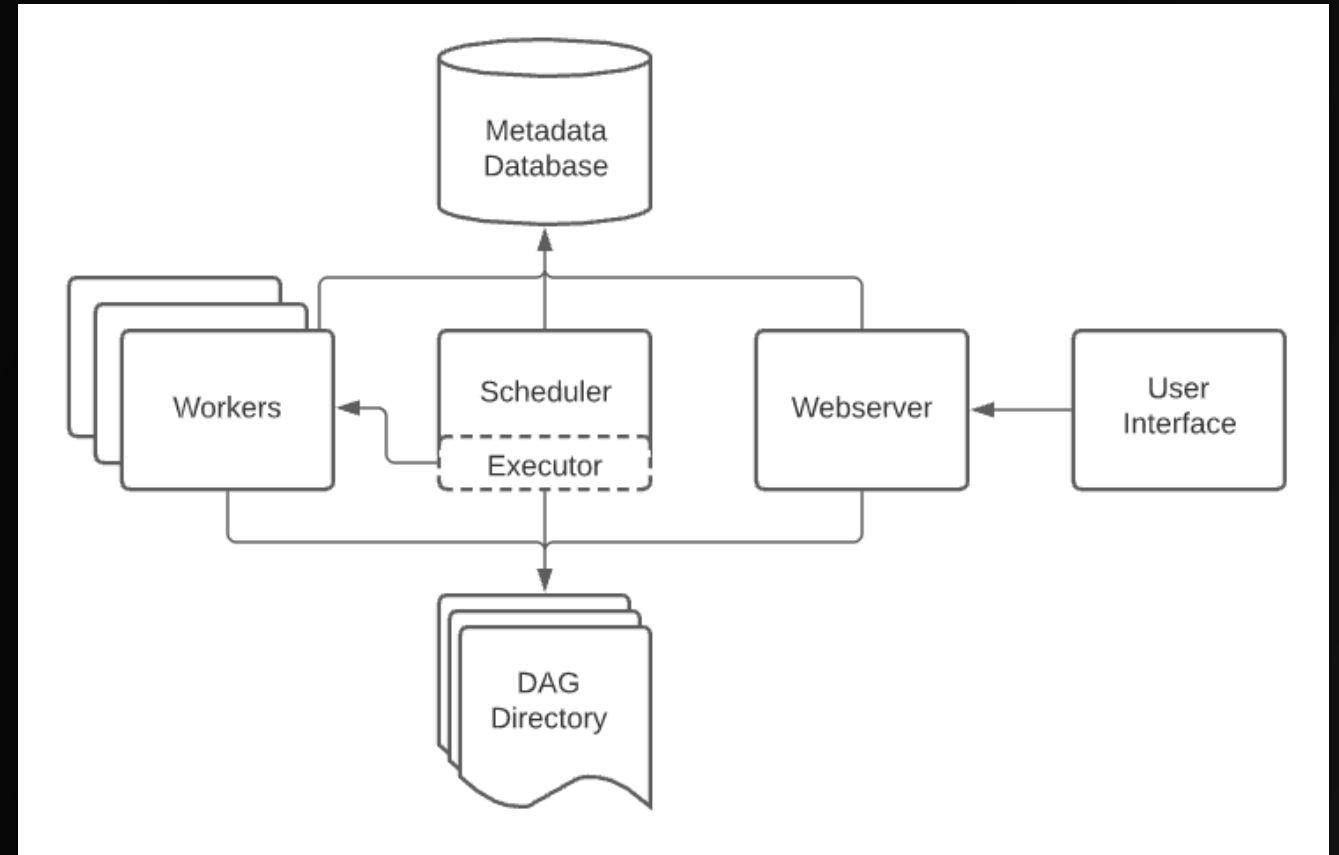 Metadata
Database
Workers
Scheduler
Executor
Webserver
User
Interface
DAG
Directory